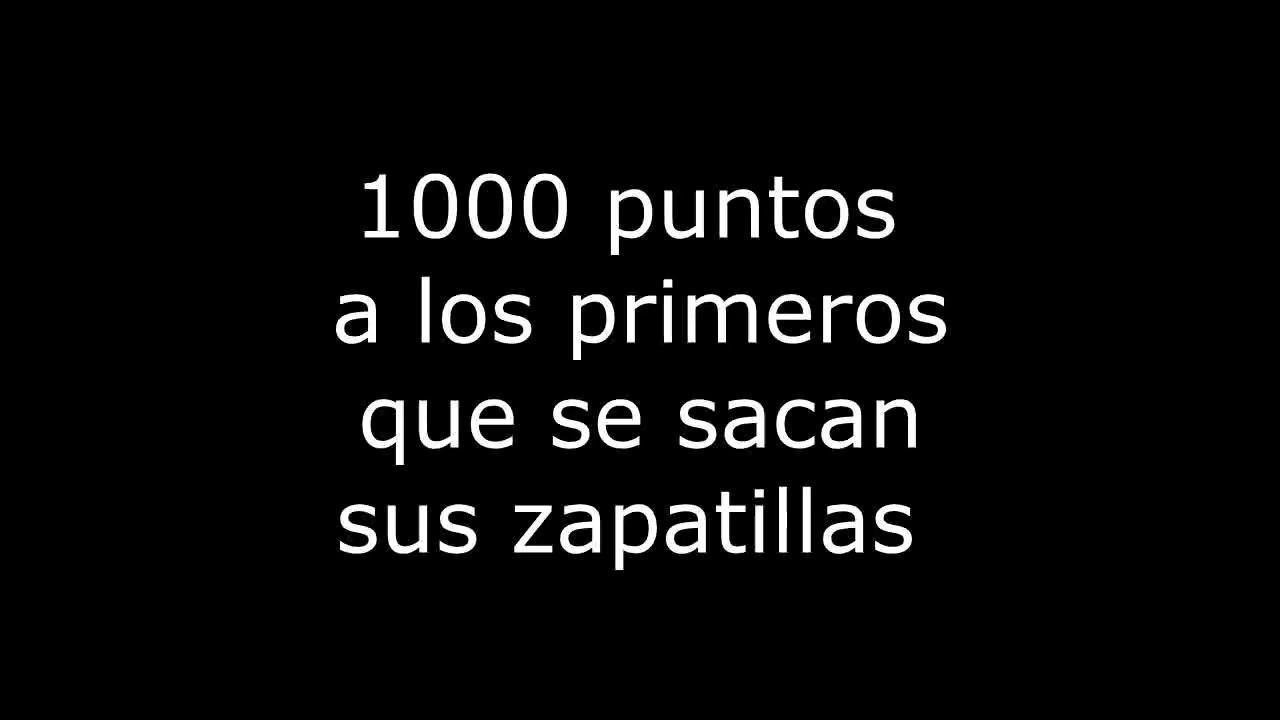 1000 puntos
a los primeros
que se sacan
sus zapatillas